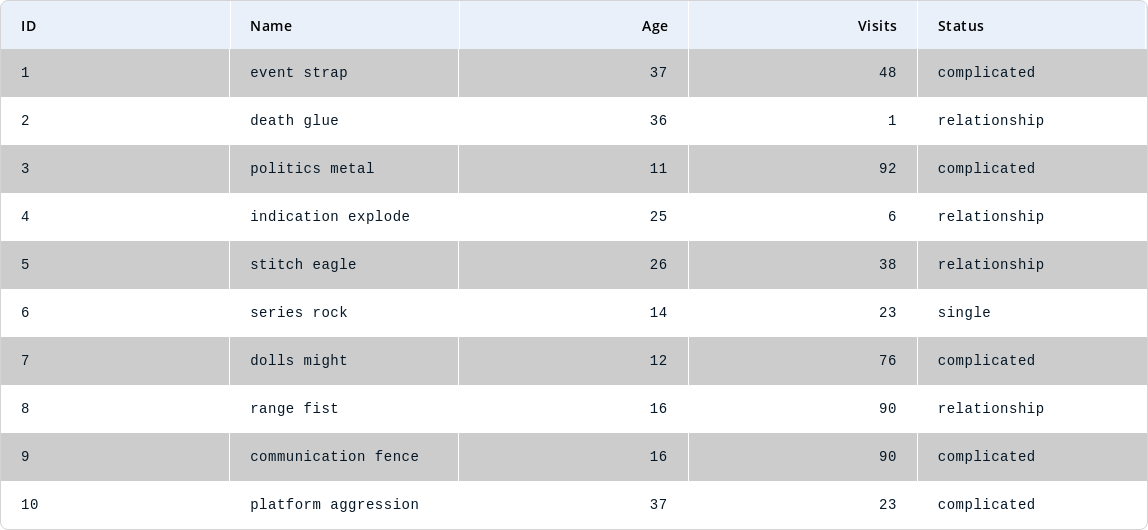 ID Name Age Visits Status
1 event strap 37 48 complicated
2 death glue 36 1 relationship
3 politics metal 11 92 complicated
4 indication explode 25 6 relationship
5 stitch eagle 26 38 relationship
6 series rock 14 23 single
7 dolls might 12 76 complicated
8 range fist 16 90 relationship
9 communication fence 16 90 complicated
10 platform aggression 37 23 complicated